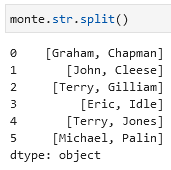 monte.str.split()
0 [Graham, Chapman]
1 [John, Cleese]
2 [Terry, Gilliam]
3 [Eric, Idle]
4 [Terry, Jones]
5 [Michael, Palin]
dtype: object